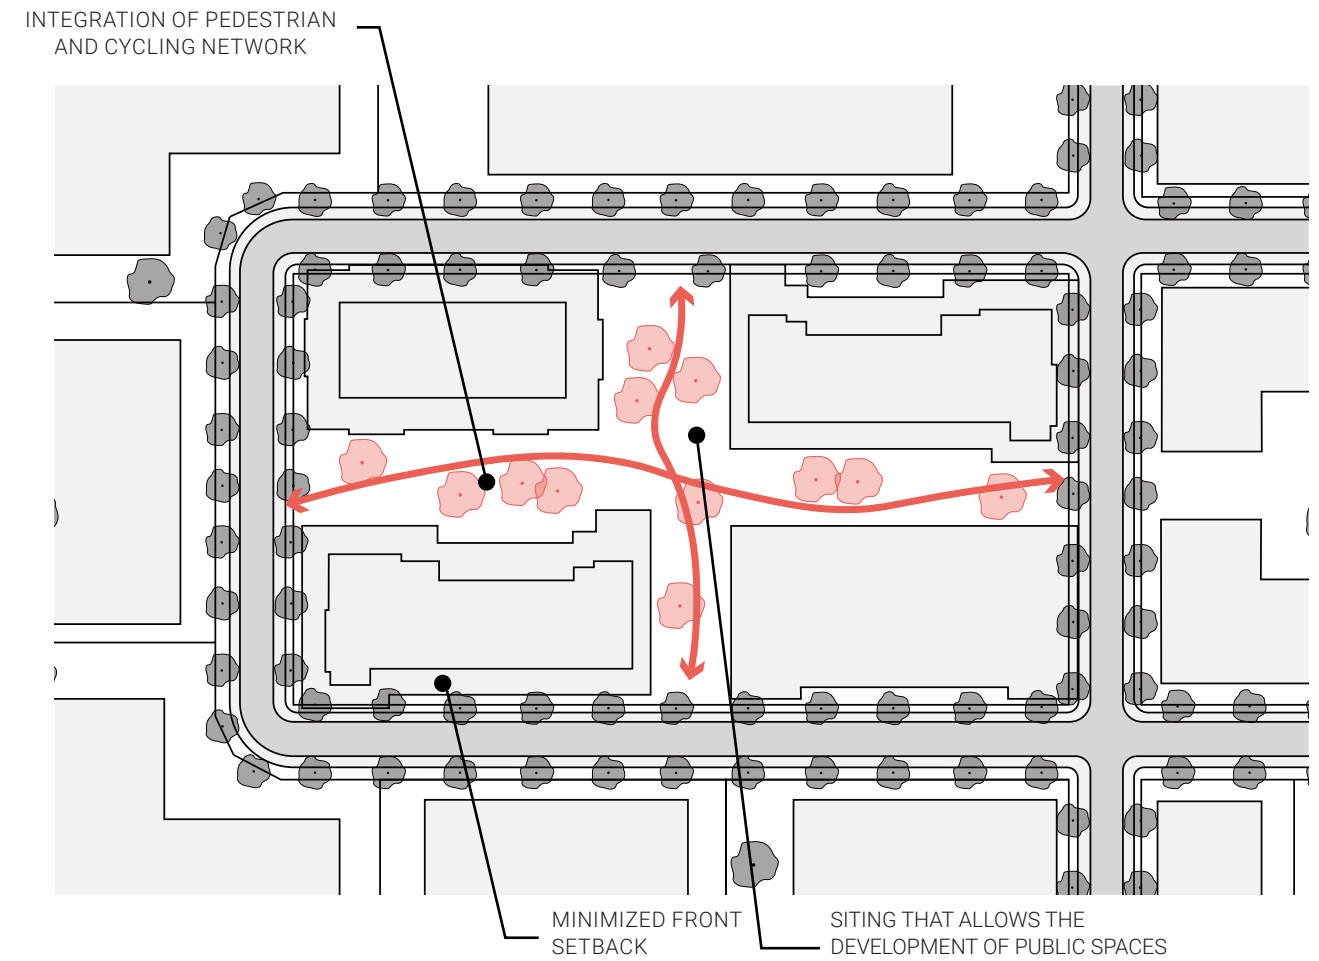 INTEGRATION OF PEDESTRIAN
AND CYCLING NETWORK
MINIMIZED FRONT
SETBACK
SITING THAT ALLOWS THE
DEVELOPMENT OF PUBLIC SPACES